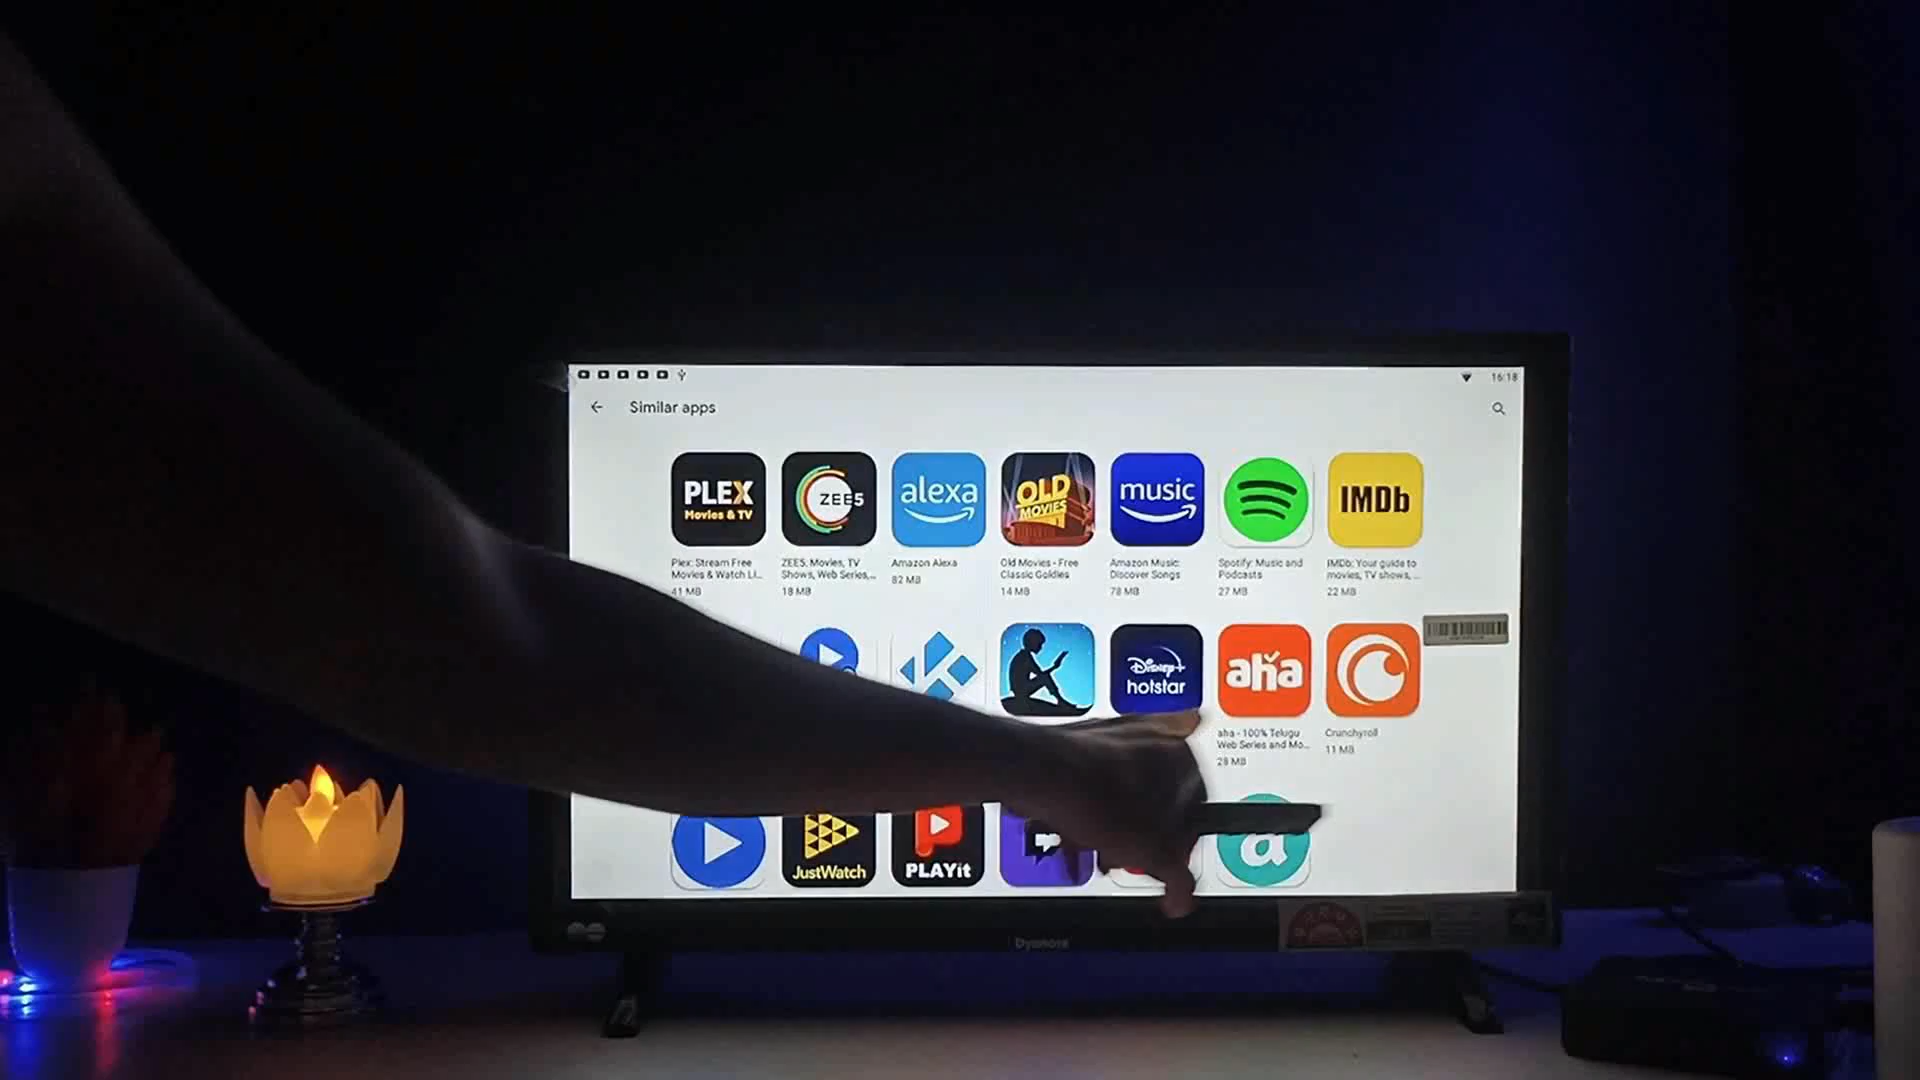 16:18
Similar apps
PLEX
Movies & TV
ZEE5
alexa
OLD
MOVIES
music
IMDb
Plex: Stream Free
Movies & Watch Li...
41 MB
ZEE5: Movies, TV
Shows, Web Series,...
18 MB
Amazon Alexa
82 MB
Old Movies - Free
Classic Goldies
14 MB
Amazon Music:
Discover Songs
78 MB
Spotify: Music and
Podcasts
27 MB
IMDb: Your guide to
movies, TV shows, ...
22 MB
Disney+
hotstar
aha
aha - 100% Telugu
Web Series and Mo...
28 MB
Crunchyroll
11 MB
JustWatch
PLAYit
a